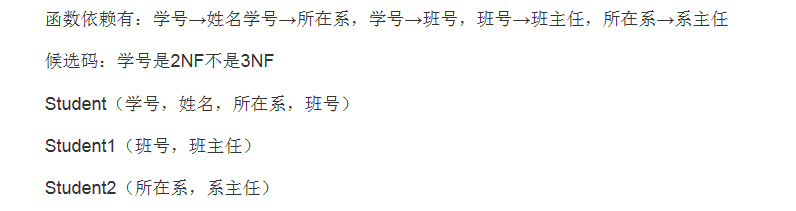 函数依赖有：学号→姓名学号→所在系，学号→班号，班号→班主任，所在系→系主任
候选码：学号是2NF不是3NF
Student（学号，姓名，所在系，班号）
Student1（班号，班主任）
Student2（所在系，系主任）